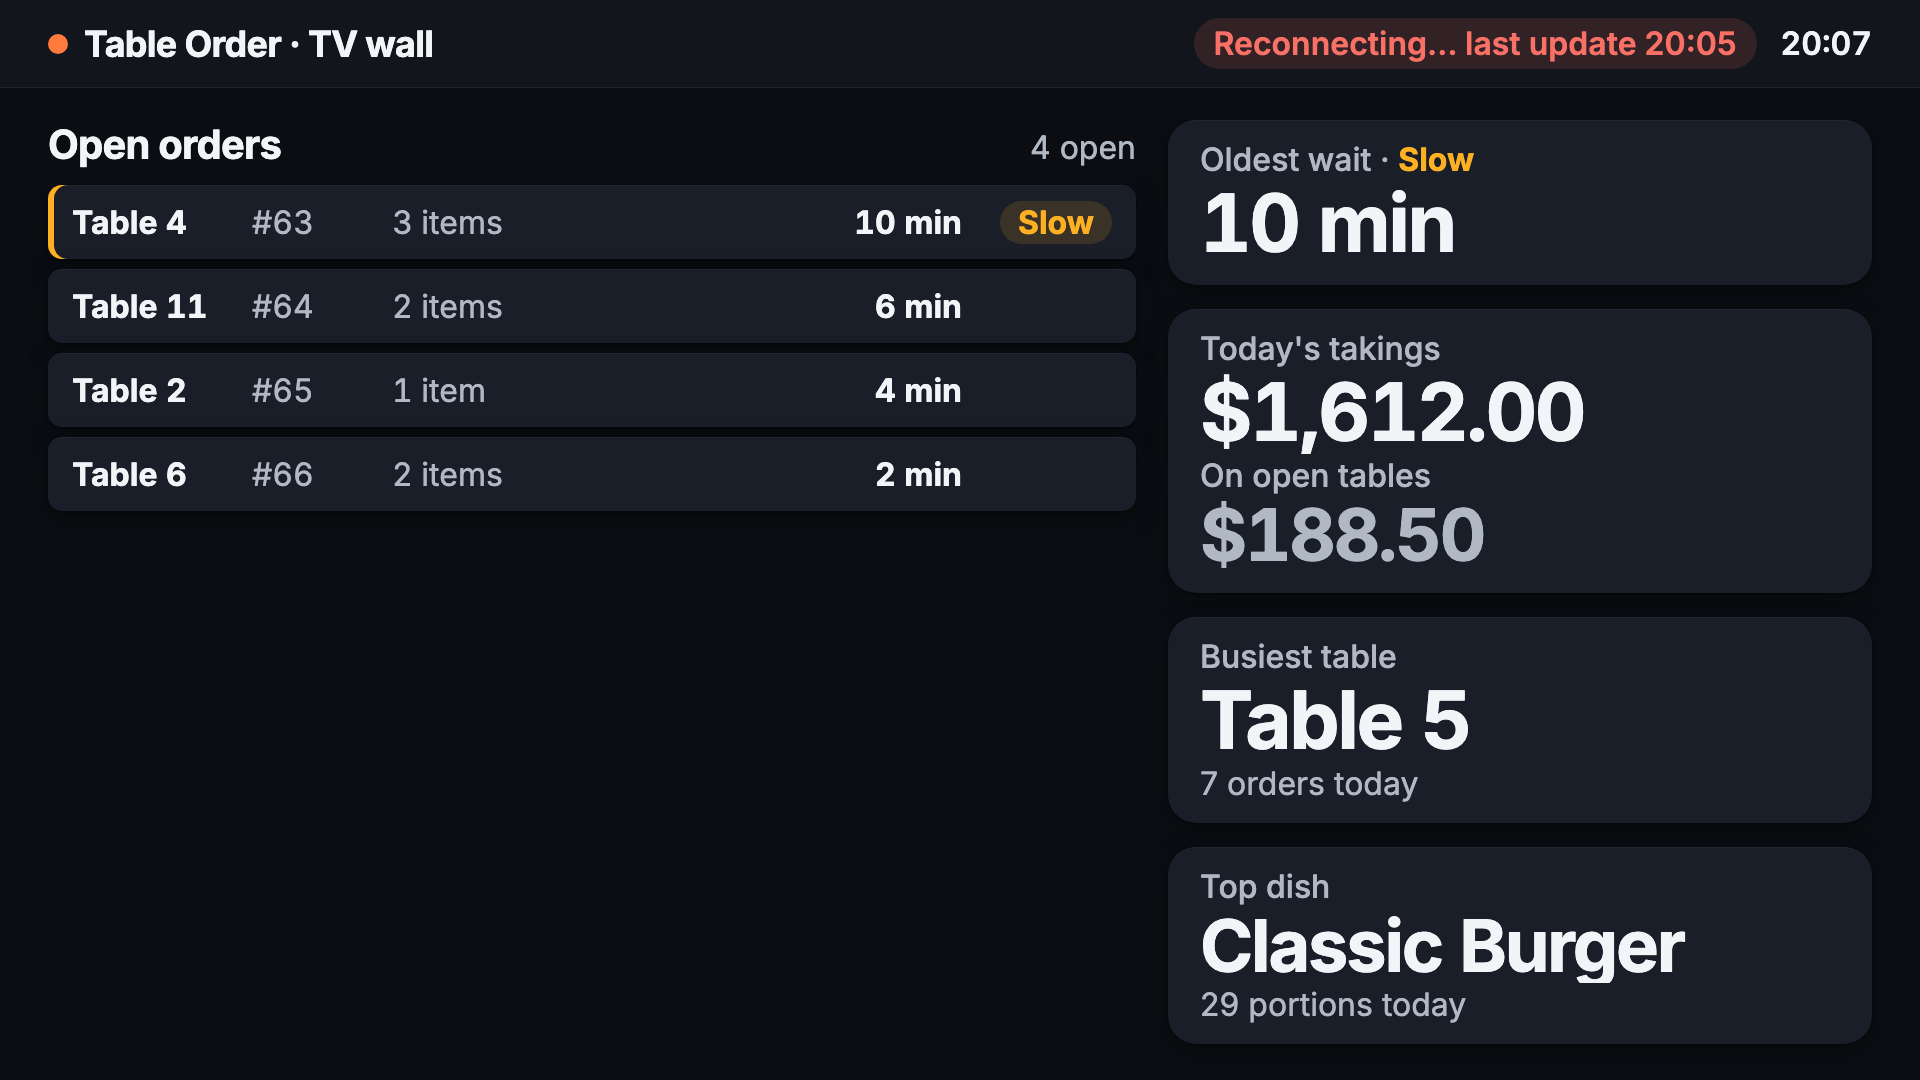 Table Order · TV wall
Reconnecting... last update 20:05
20:07
Open orders
4 open
Table 4 #63 3 items 10 min Slow
Table 11 #64 2 items 6 min
Table 2 #65 1 item 4 min
Table 6 #66 2 items 2 min
Oldest wait · Slow
10 min
Today's takings
$1,612.00
On open tables
$188.50
Busiest table
Table 5
7 orders today
Top dish
Classic Burger
29 portions today